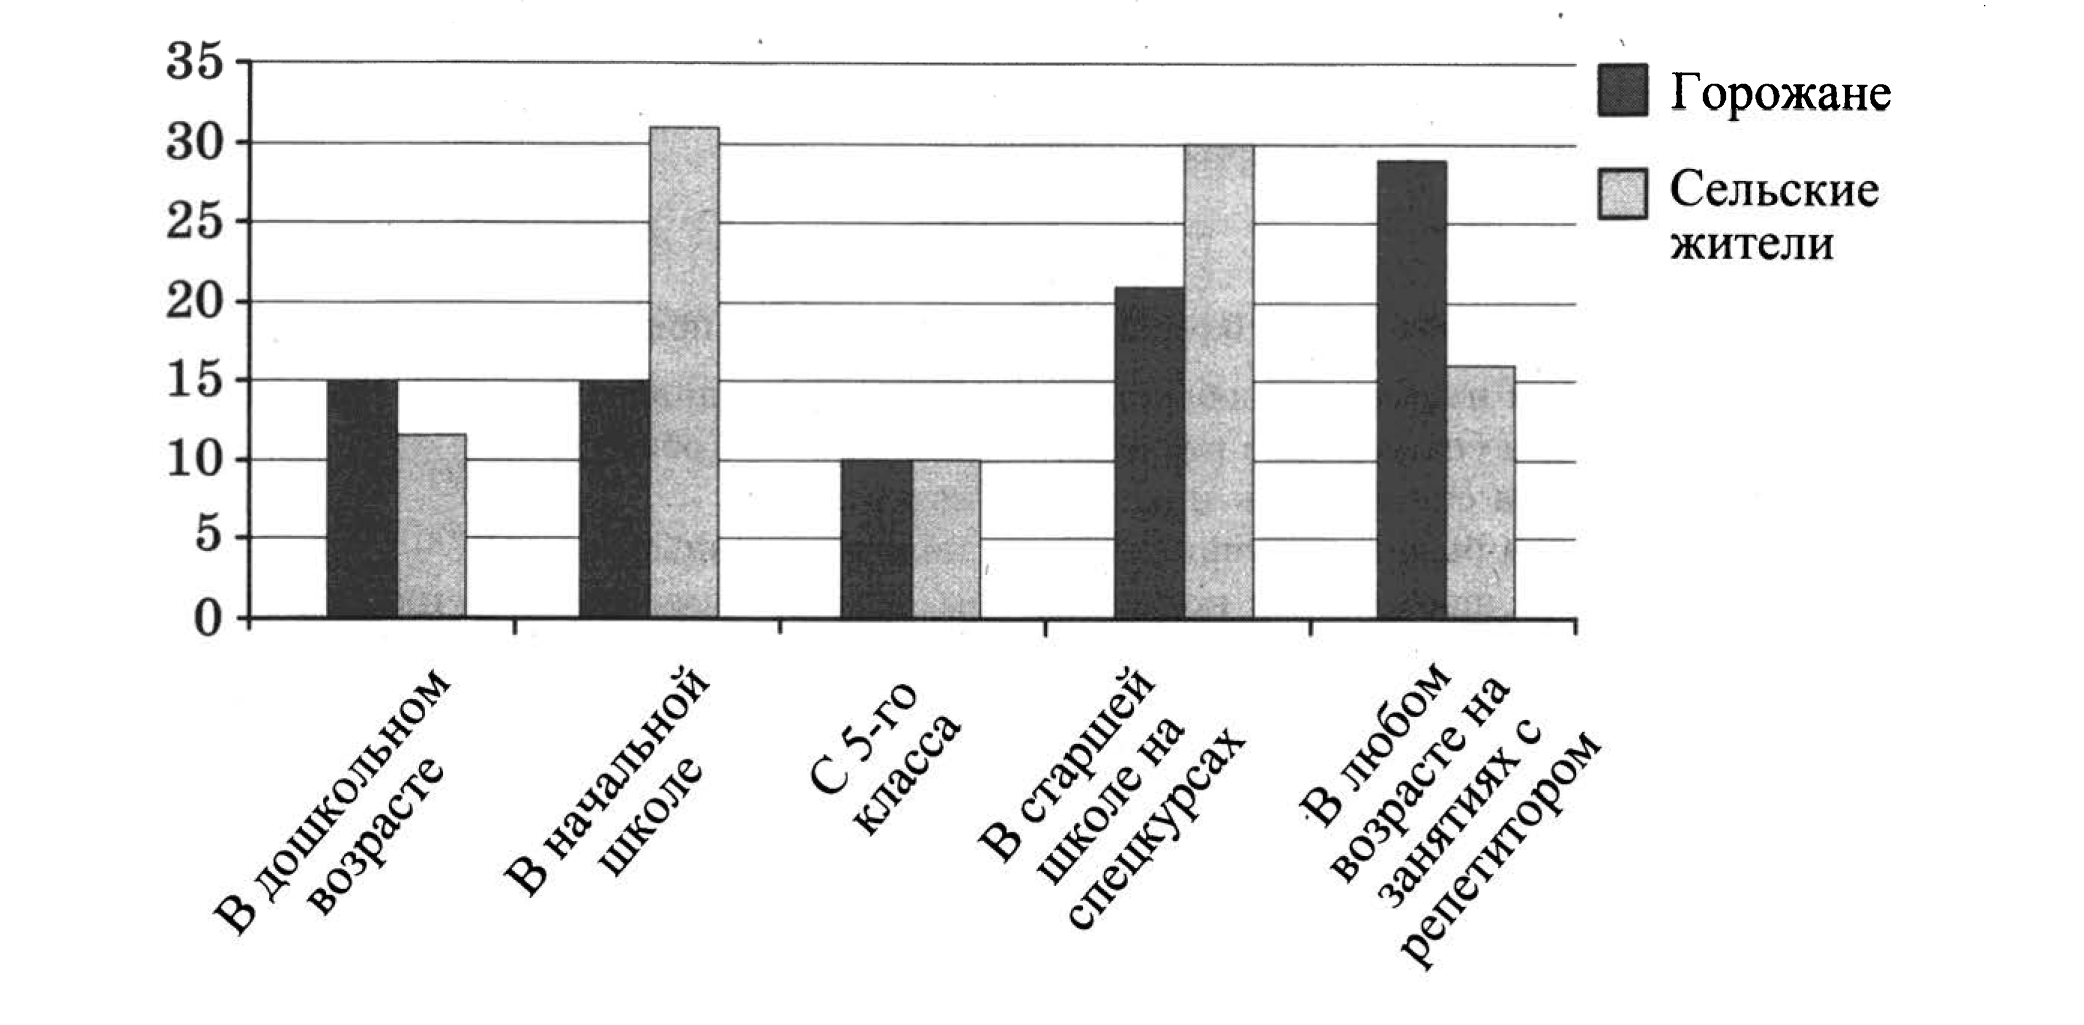 35
30
25
20
15
10
5
0
Горожане
Сельские
жители
В дошкольном
возрасте
В начальной
школе
С 5-го
класса
В старшей
школе на
спецкурсах
В любом
возрасте на
занятиях с
репетитором